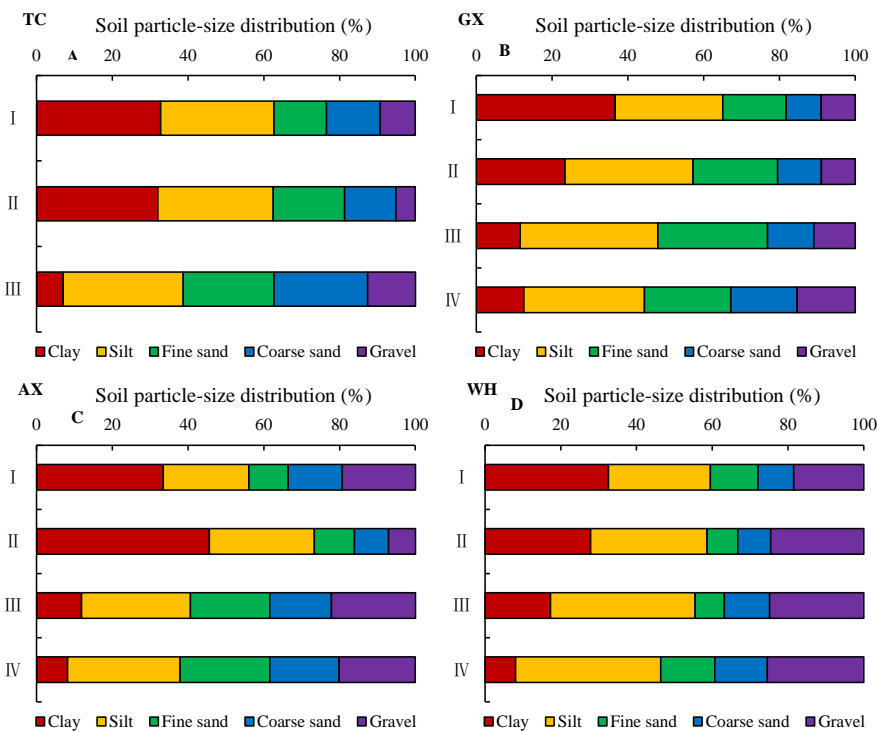 TC
Soil particle-size distribution (%)
A
0 20 40 60 80 100
I
II
III
Clay Silt Fine sand Coarse sand Gravel
GX
Soil particle-size distribution (%)
B
0 20 40 60 80 100
I
II
III
IV
Clay Silt Fine sand Coarse sand Gravel
AX
Soil particle-size distribution (%)
C
0 20 40 60 80 100
I
II
III
IV
Clay Silt Fine sand Coarse sand Gravel
WH
Soil particle-size distribution (%)
D
0 20 40 60 80 100
I
II
III
IV
Clay Silt Fine sand Coarse sand Gravel